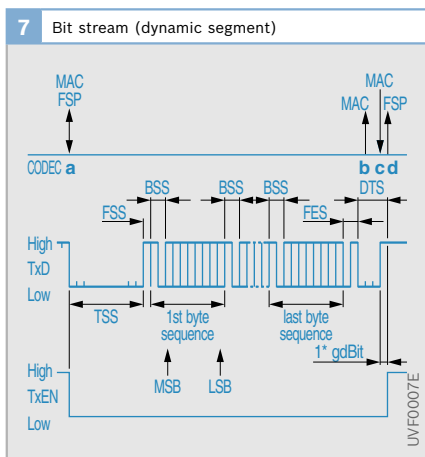 7 Bit stream (dynamic segment)
MAC
FSP
MAC
MAC FSP
CODEC a
b c d
BSS BSS BSS DTS
FSS FES
High
TxD
Low
TSS
1st byte
sequence
last byte
sequence
1* gdBit
MSB LSB
High
TxEN
Low
UVF0007E